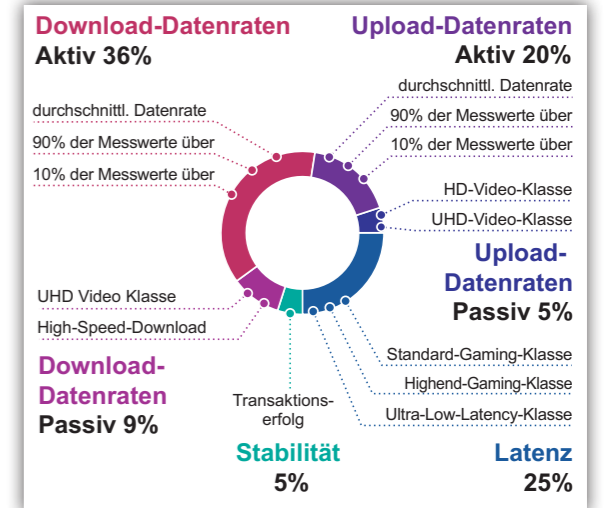 Download-Datenraten
Aktiv 36%
Upload-Datenraten
Aktiv 20%
durchschnittl. Datenrate
90% der Messwerte über
10% der Messwerte über
durchschnittl. Datenrate
90% der Messwerte über
10% der Messwerte über
HD-Video-Klasse
UHD-Video-Klasse
Upload-
Datenraten
Passiv 5%
UHD Video Klasse
High-Speed-Download
Download-
Datenraten
Passiv 9%
Transaktions-
erfolg
Stabilität
5%
Standard-Gaming-Klasse
Highend-Gaming-Klasse
Ultra-Low-Latency-Klasse
Latenz
25%